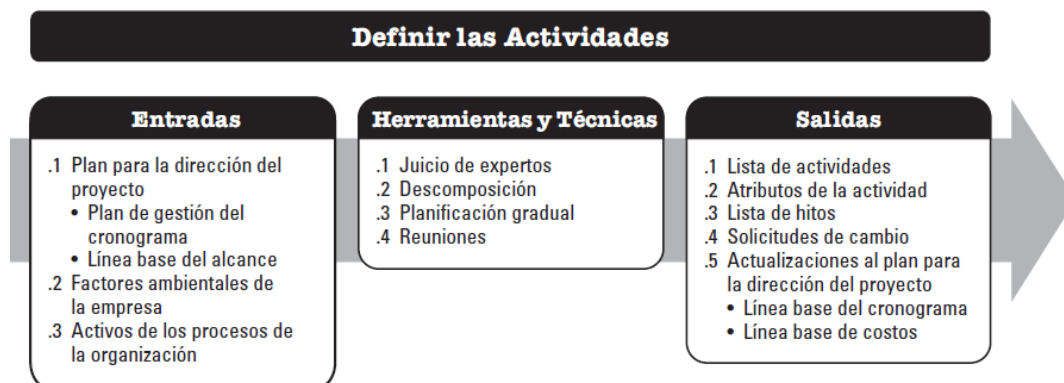 Definir las Actividades
Entradas
.1 Plan para la dirección del
proyecto
• Plan de gestión del
cronograma
• Línea base del alcance
.2 Factores ambientales de
la empresa
.3 Activos de los procesos de
la organización
Herramientas y Técnicas
.1 Juicio de expertos
.2 Descomposición
.3 Planificación gradual
.4 Reuniones
Salidas
.1 Lista de actividades
.2 Atributos de la actividad
.3 Lista de hitos
.4 Solicitudes de cambio
.5 Actualizaciones al plan para
la dirección del proyecto
• Línea base del cronograma
• Línea base de costos